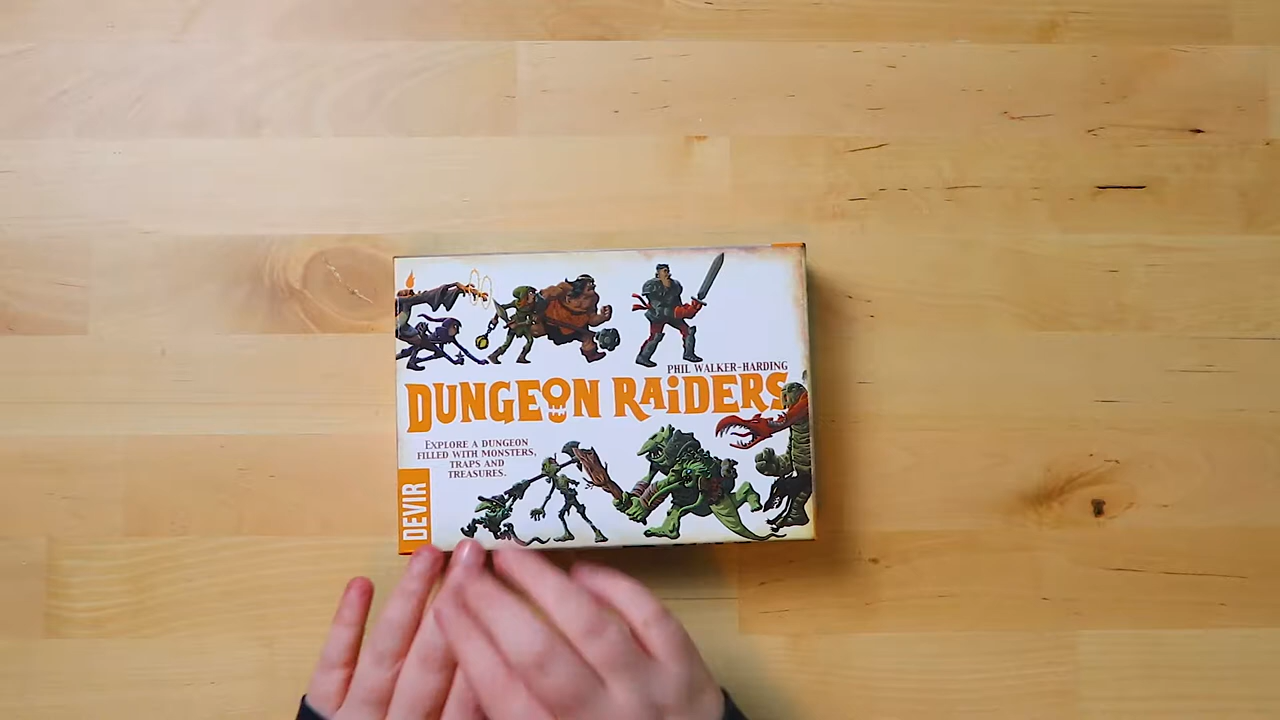 PHIL WALKER-HARDING
DUNGEON RAIDERS
EXPLORE A DUNGEON
FILLED WITH MONSTERS,
TRAPS AND
TREASURES.
DEVIR